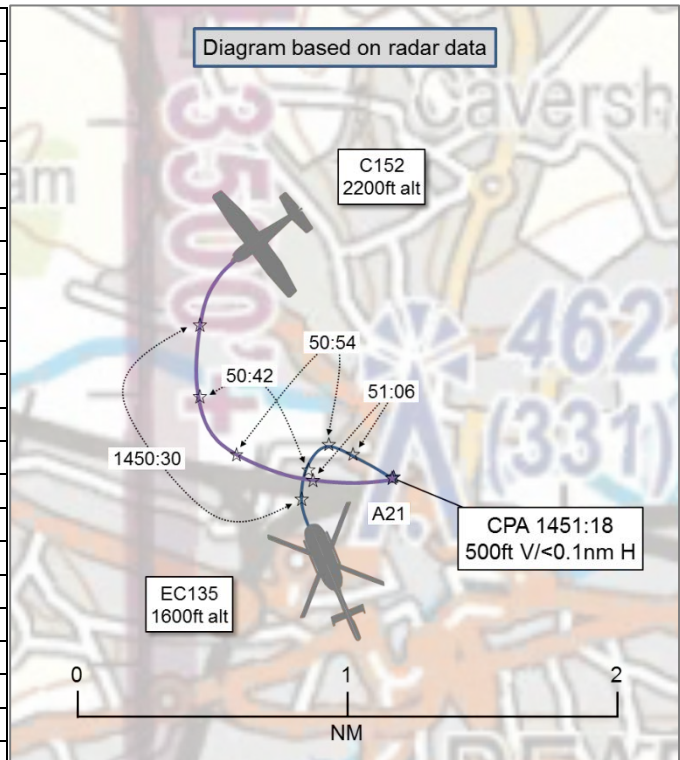 Diagram based on radar data
Caversh
am
3500'+
C152
2200ft alt
462
(331)
50:54
50:42
51:06
1450:30
A21
CPA 1451:18
500ft V/<0.1nm H
EC135
1600ft alt
0 1 2
NM